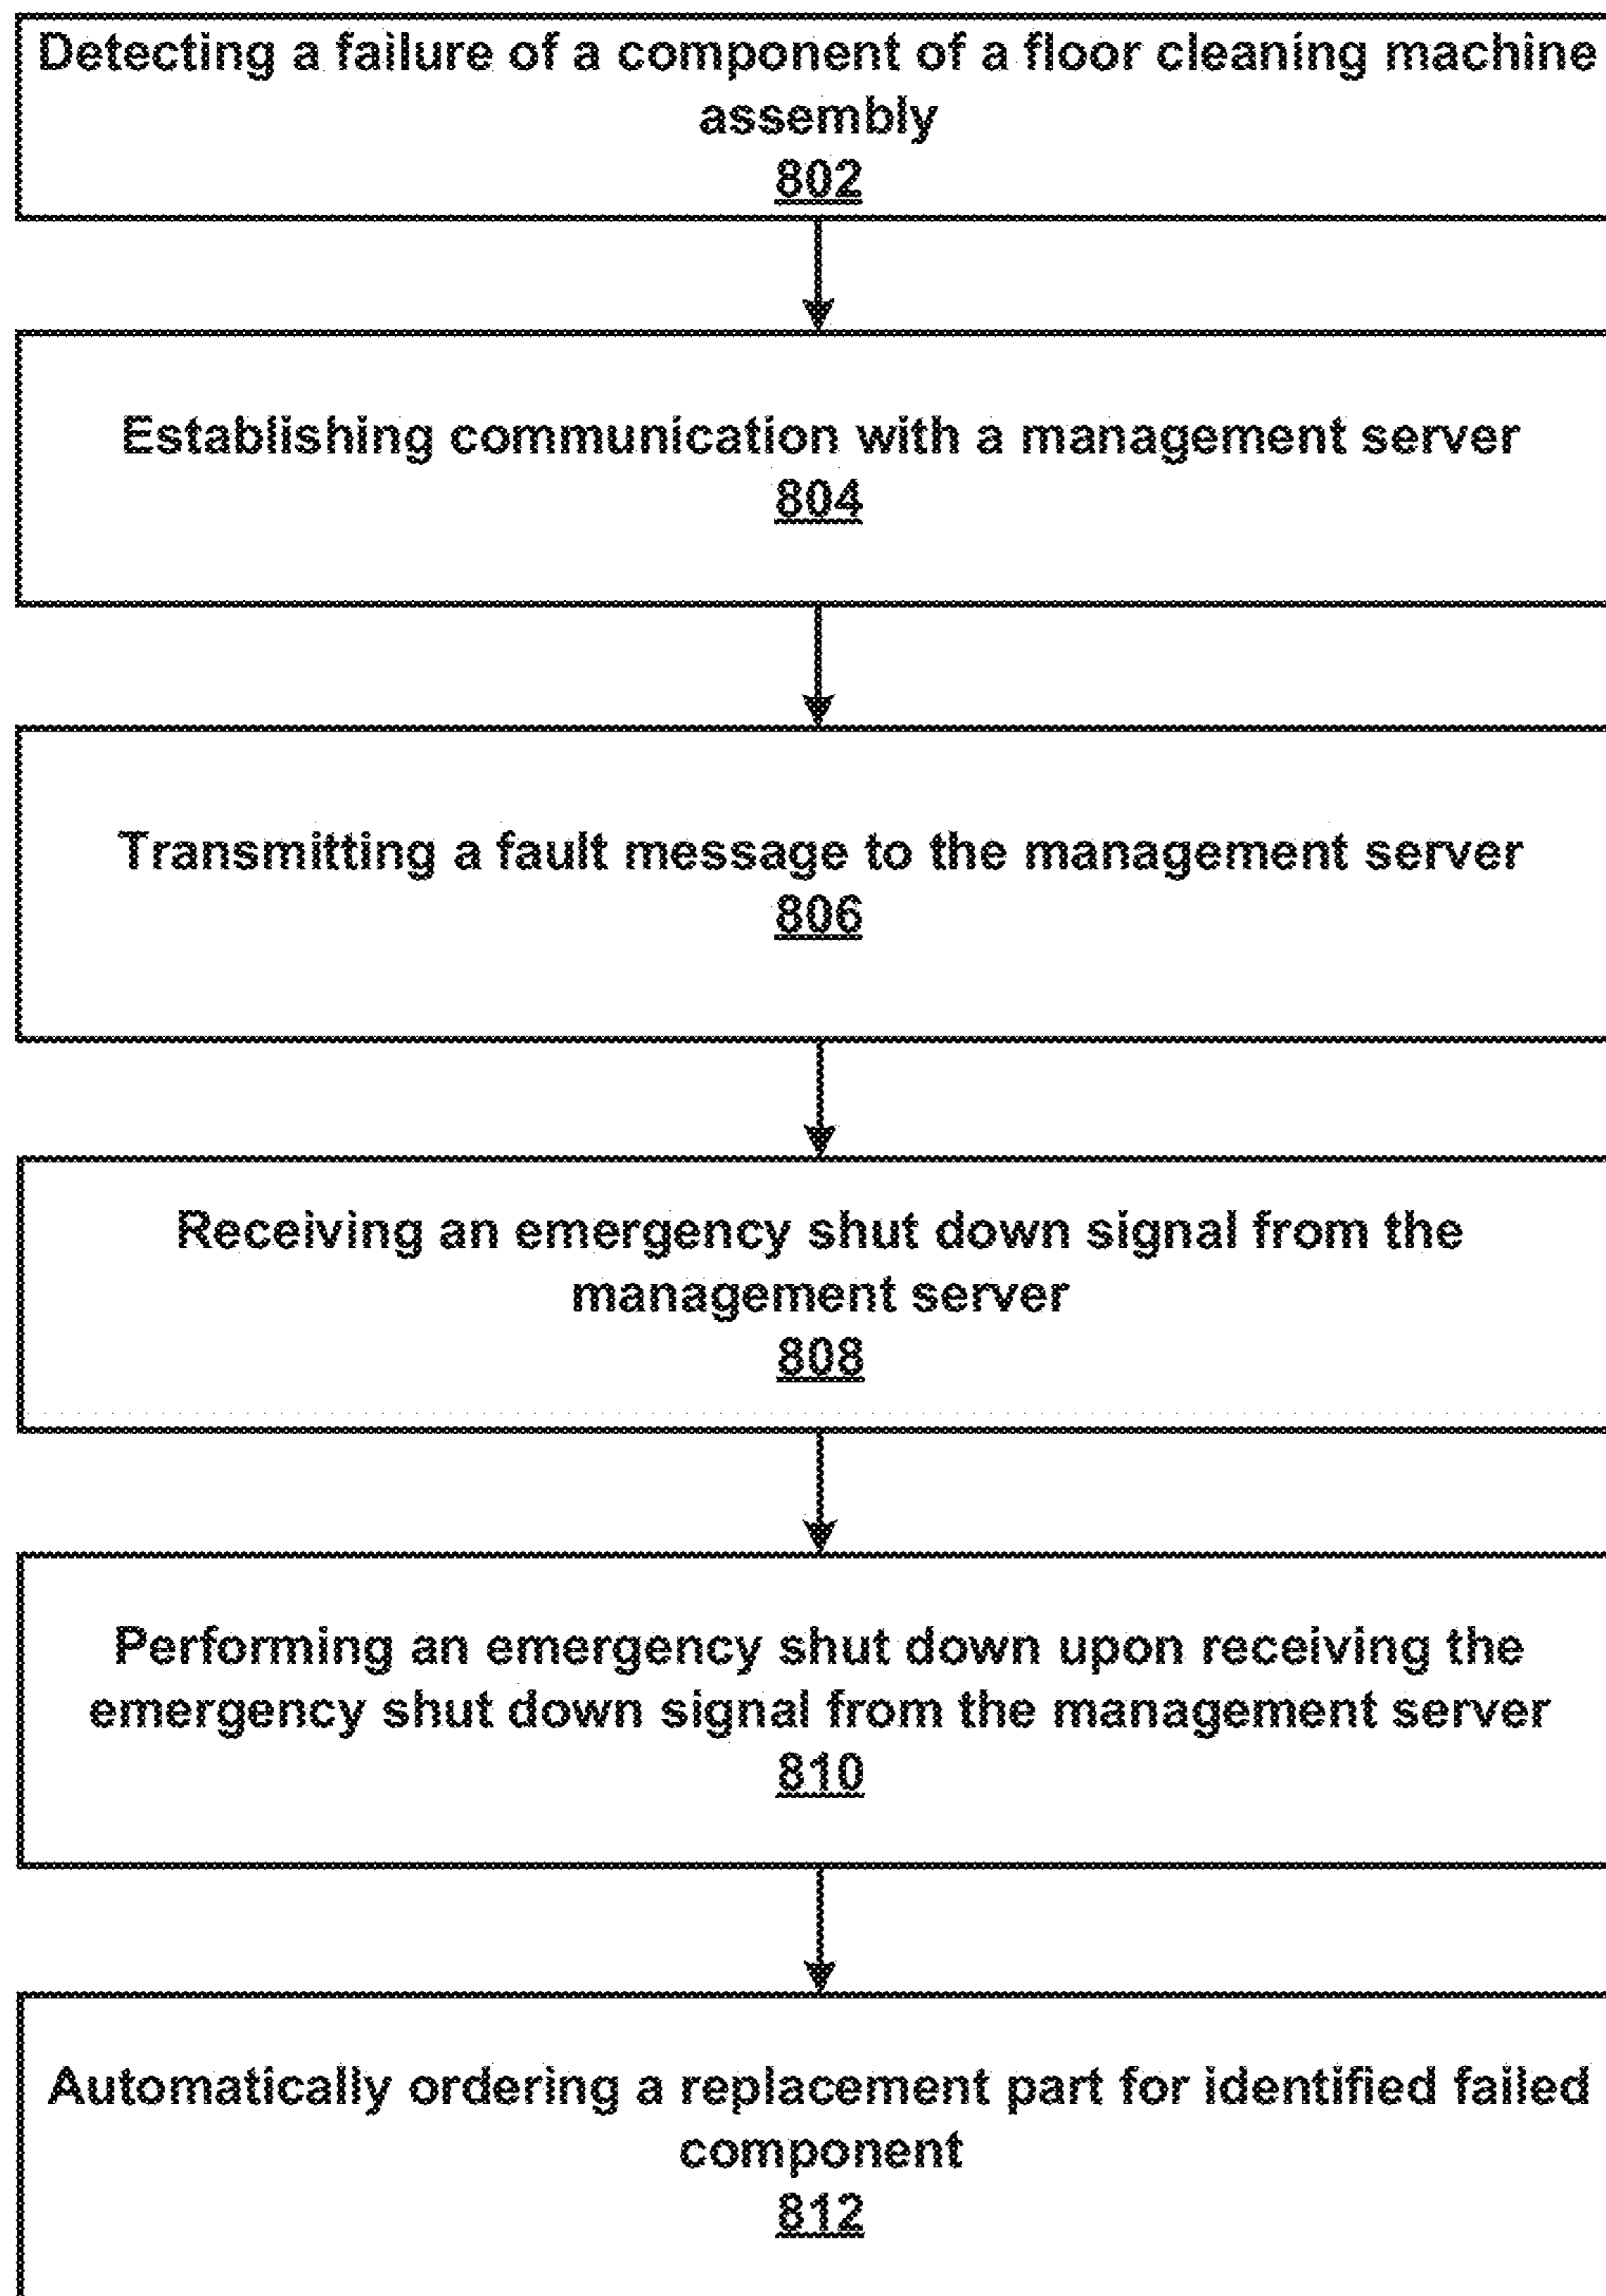 Detecting a failure of a component of a floor cleaning machine
assembly
802
Establishing communication with a management server
804
Transmitting a fault message to the management server
806
Receiving an emergency shut down signal from the
management server
808
Performing an emergency shut down upon receiving the
emergency shut down signal from the management server
810
Automatically ordering a replacement part for identified failed
component
812